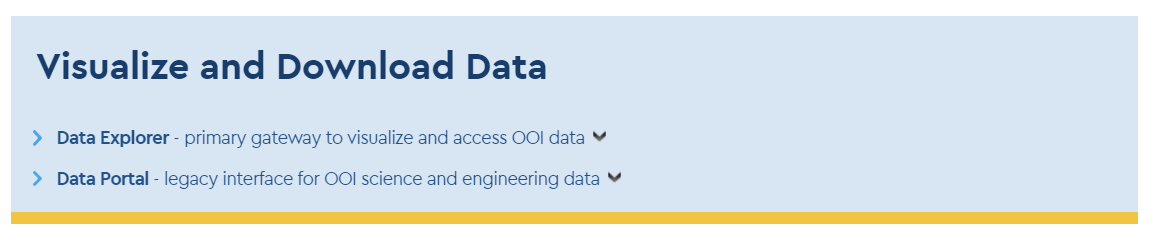 Visualize and Download Data
Data Explorer - primary gateway to visualize and access OOI data
Data Portal - legacy interface for OOI science and engineering data